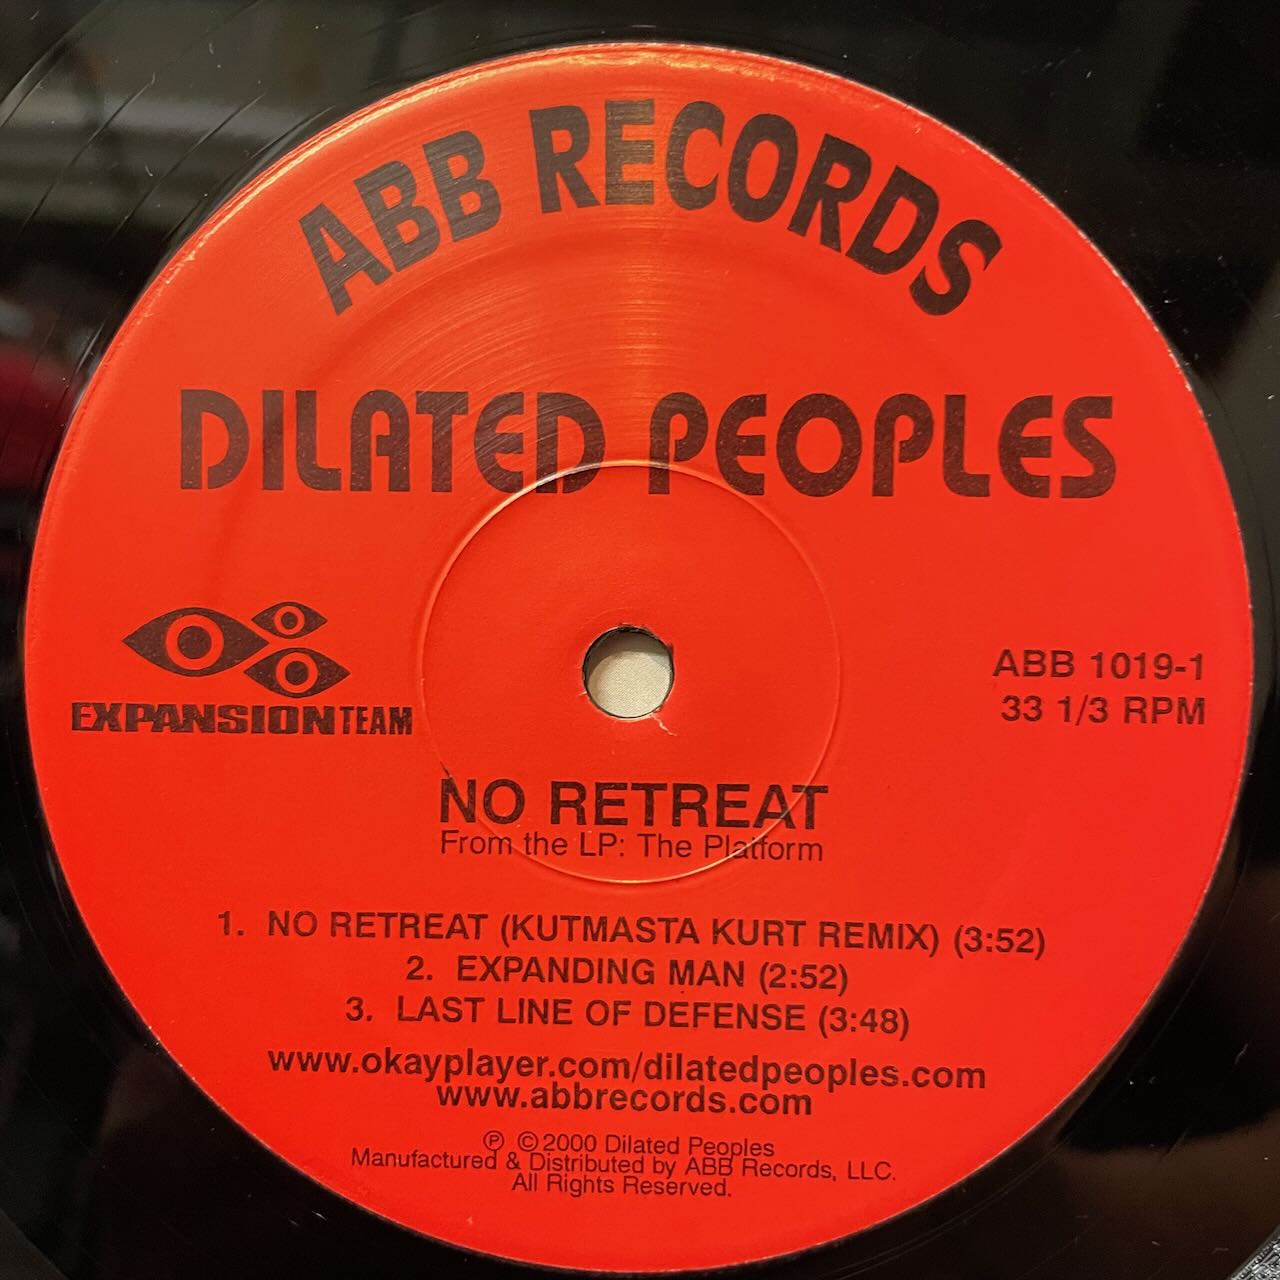 ABB RECORDS
DILATED PEOPLES
EXPANSIONTEAM
ABB 1019-1
33 1/3 RPM
NO RETREAT
From the LP: The Platform
1. NO RETREAT (KUTMASTA KURT REMIX) (3:52)
2. EXPANDING MAN (2:52)
3. LAST LINE OF DEFENSE (3:48)
www.okayplayer.com/dilatedpeoples.com
www.abbrecords.com
℗ ©2000 Dilated Peoples
Manufactured & Distributed by ABB Records, LLC.
All Rights Reserved.